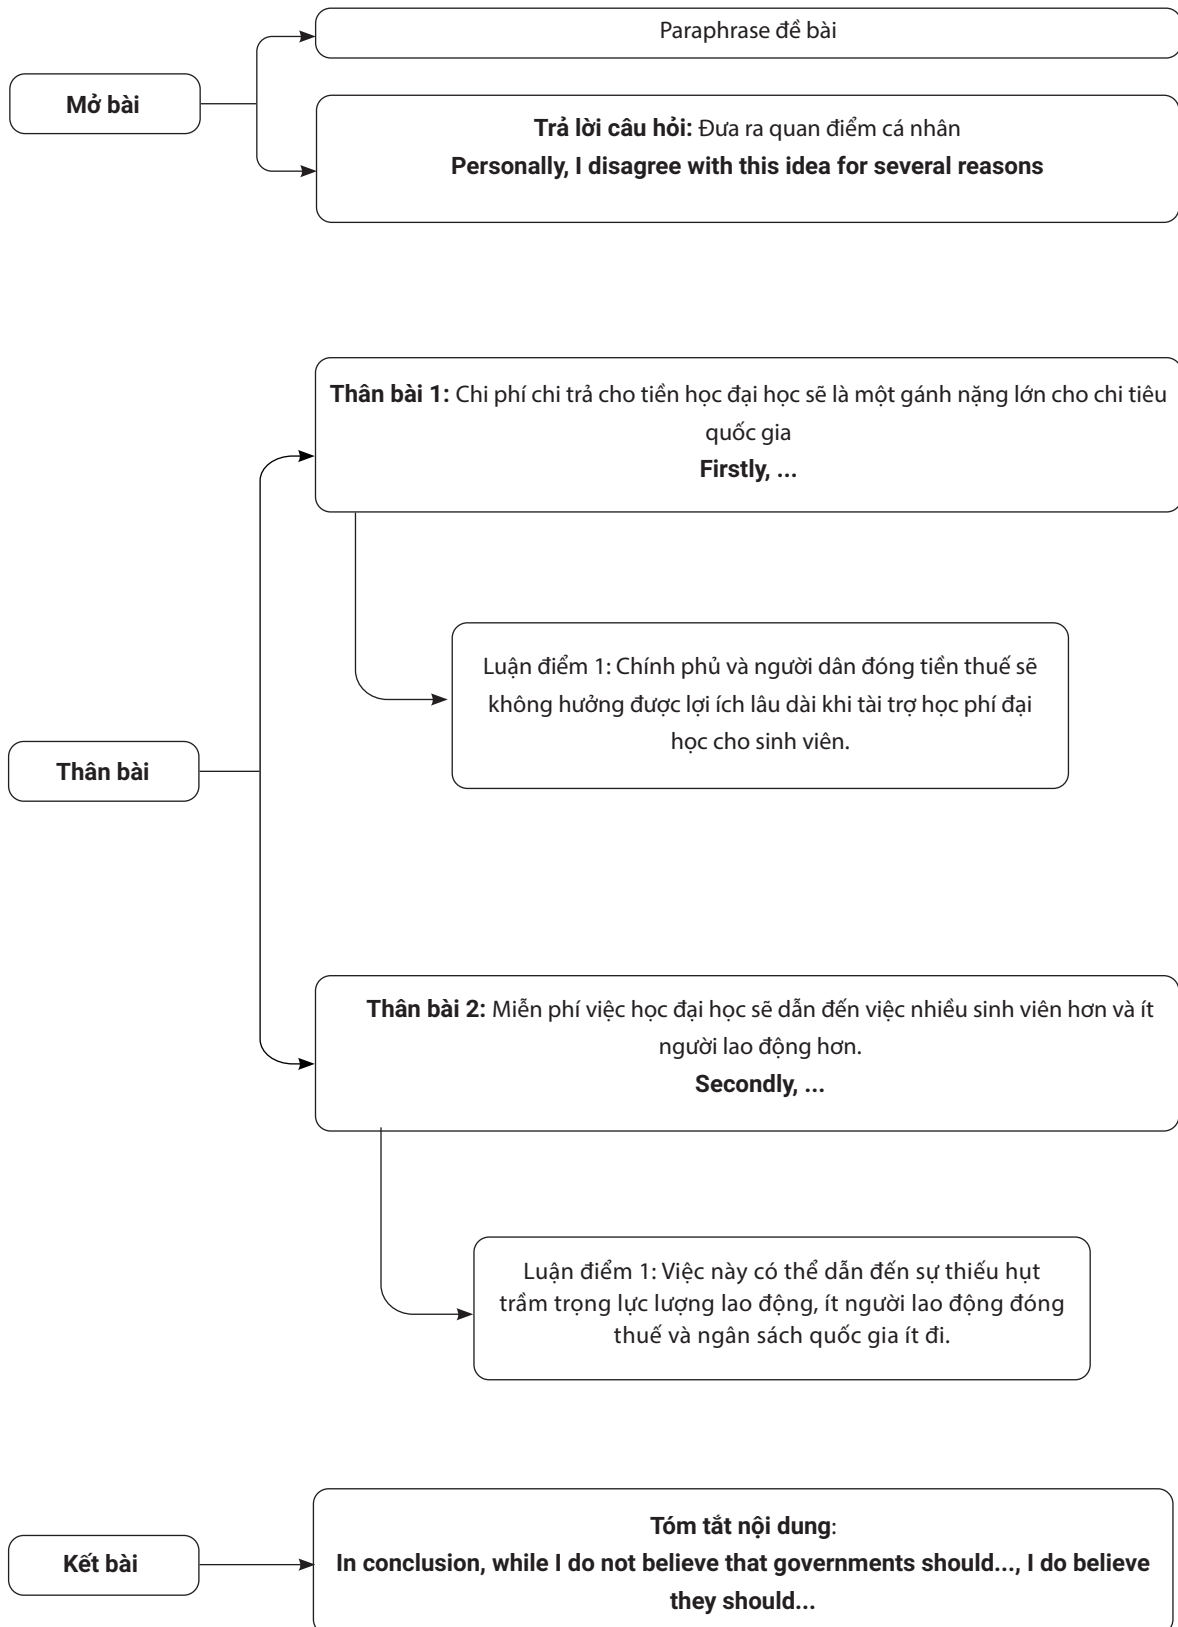 Paraphrase đề bài
Mở bài
Trả lời câu hỏi: Đưa ra quan điểm cá nhân
Personally, I disagree with this idea for several reasons
Thân bài 1: Chi phí chi trả cho tiền học đại học sẽ là một gánh nặng lớn cho chi tiêu
quốc gia
Firstly, ...
Luận điểm 1: Chính phủ và người dân đóng tiền thuế sẽ
không hưởng được lợi ích lâu dài khi tài trợ học phí đại
học cho sinh viên.
Thân bài
Thân bài 2: Miễn phí việc học đại học sẽ dẫn đến việc nhiều sinh viên hơn và ít
người lao động hơn.
Secondly, ...
Luận điểm 1: Việc này có thể dẫn đến sự thiếu hụt
trầm trọng lực lượng lao động, ít người lao động đóng
thuế và ngân sách quốc gia ít đi.
Kết bài
Tóm tắt nội dung:
In conclusion, while I do not believe that governments should..., I do believe
they should...